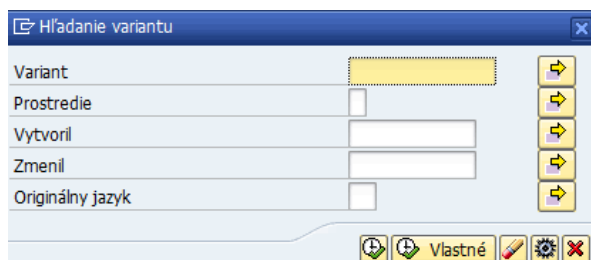 Hľadanie variantu
Variant
Prostredie
Vytvoril
Zmenil
Originálny jazyk
Vlastné